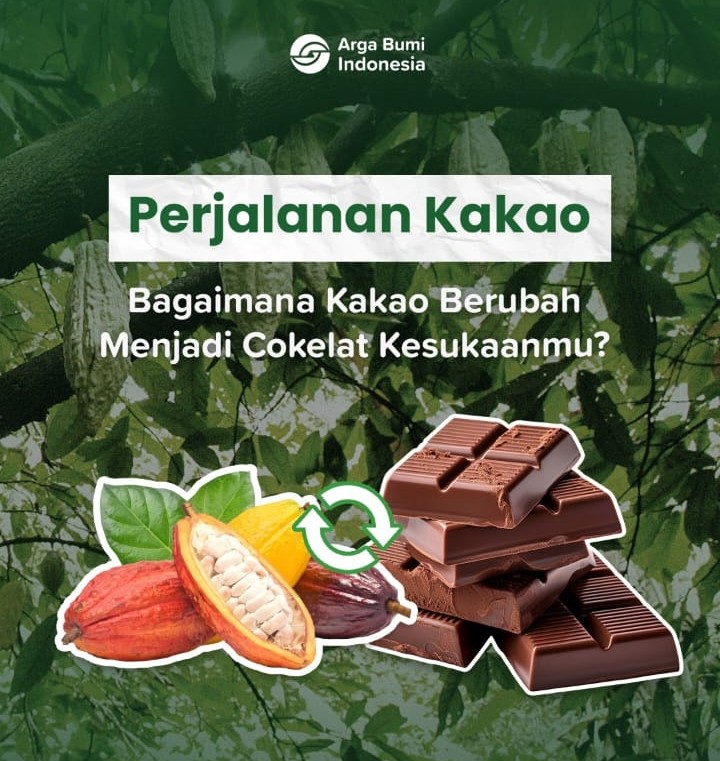 Arga Bumi
Indonesia
Perjalanan Kakao
Bagaimana Kakao Berubah
Menjadi Cokelat Kesukaanmu?